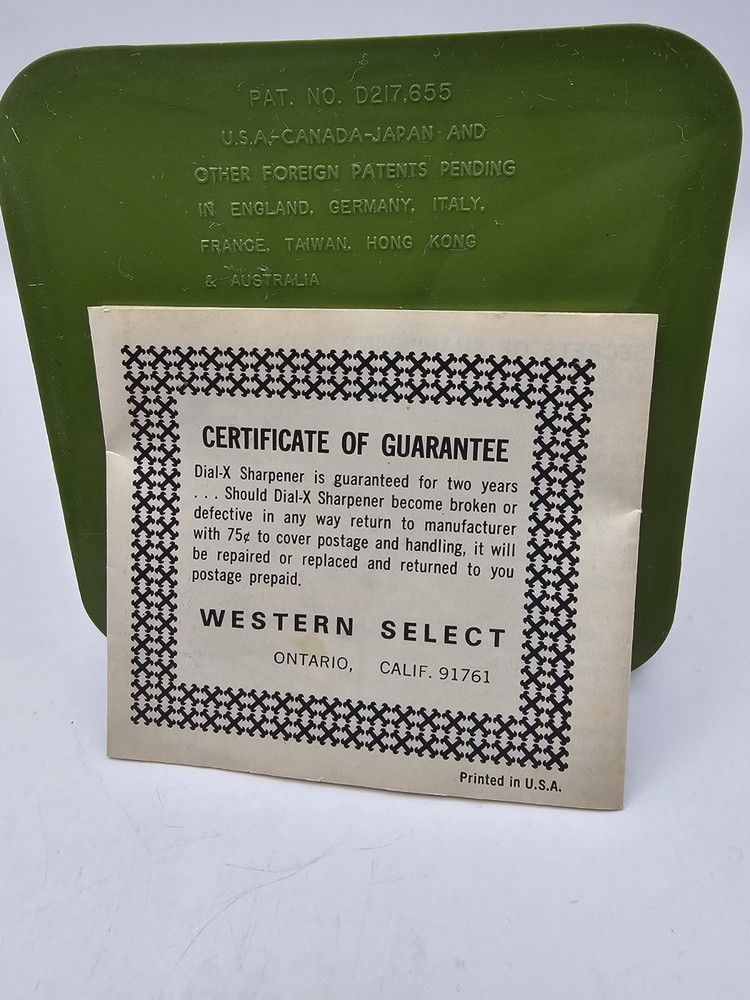 PAT. NO. D217,655
U.S.A.-CANADA-JAPAN AND
OTHER FOREIGN PATENTS PENDING
IN ENGLAND, GERMANY, ITALY,
FRANCE, TAIWAN, HONG KONG
& AUSTRALIA
CERTIFICATE OF GUARANTEE
Dial-X Sharpener is guaranteed for two years
. . . Should Dial-X Sharpener become broken or
defective in any way return to manufacturer
with 75¢ to cover postage and handling, it will
be repaired or replaced and returned to you
postage prepaid.
WESTERN SELECT
ONTARIO, CALIF. 91761
Printed in U.S.A.